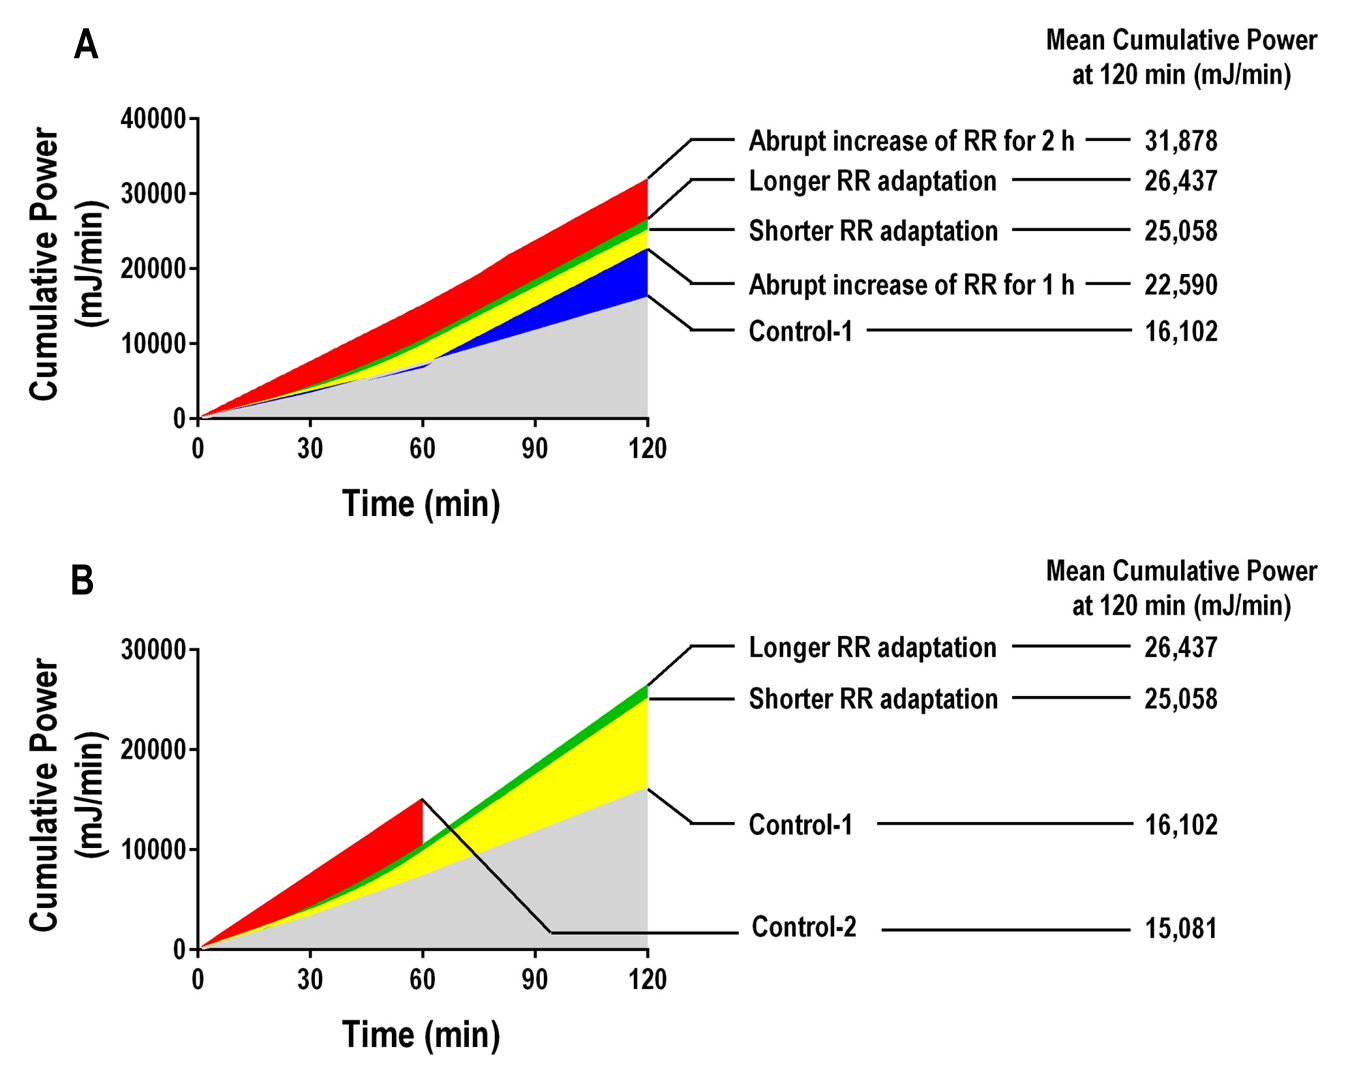 A
Mean Cumulative Power
at 120 min (mJ/min)
Cumulative Power
(mJ/min)
40000
30000
20000
10000
0
0 30 60 90 120
Time (min)
Abrupt increase of RR for 2 h 31,878
Longer RR adaptation 26,437
Shorter RR adaptation 25,058
Abrupt increase of RR for 1 h 22,590
Control-1 16,102
B
Mean Cumulative Power
at 120 min (mJ/min)
Cumulative Power
(mJ/min)
30000
20000
10000
0
0 30 60 90 120
Time (min)
Longer RR adaptation 26,437
Shorter RR adaptation 25,058
Control-1 16,102
Control-2 15,081